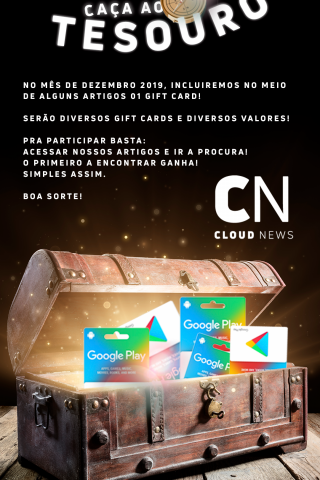 CAÇA AO
TESOURO
NO MÊS DE DEZEMBRO 2019, INCLUIREMOS NO MEIO
DE ALGUNS ARTIGOS 01 GIFT CARD!
SERÃO DIVERSOS GIFT CARDS E DIVERSOS VALORES!
PRA PARTICIPAR BASTA:
ACESSAR NOSSOS ARTIGOS E IR A PROCURA!
O PRIMEIRO A ENCONTRAR GANHA!
SIMPLES ASSIM.
BOA SORTE!
CN
CLOUD NEWS
Google Play
Google Play
Google Play